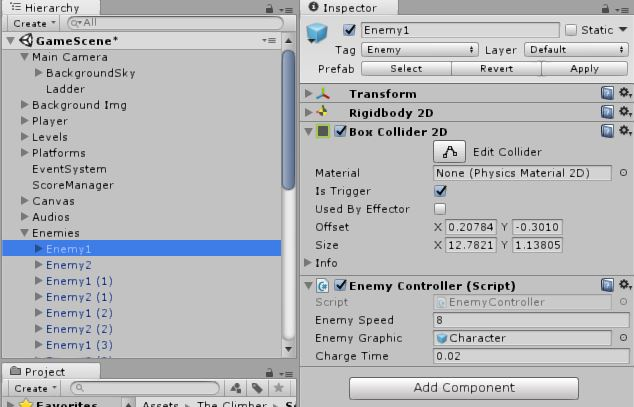 Hierarchy
Create
All
GameScene*
Main Camera
BackgroundSky
Ladder
Background Img
Player
Levels
Platforms
EventSystem
ScoreManager
Canvas
Audios
Enemies
Enemy1
Enemy2
Enemy1 (1)
Enemy2 (1)
Enemy1 (2)
Enemy2 (2)
Enemy1 (3)
Project
Create
Favorites
Assets
The Climber
Inspector
Enemy1
Static
Tag Enemy Layer Default
Prefab Select Revert Apply
Transform
Rigidbody 2D
Box Collider 2D
Edit Collider
Material None (Physics Material 2D)
Is Trigger
Used By Effector
Offset X 0.20784 Y -0.3010
Size X 12.7821 Y 1.13805
Info
Enemy Controller (Script)
Script EnemyController
Enemy Speed 8
Enemy Graphic Character
Charge Time 0.02
Add Component